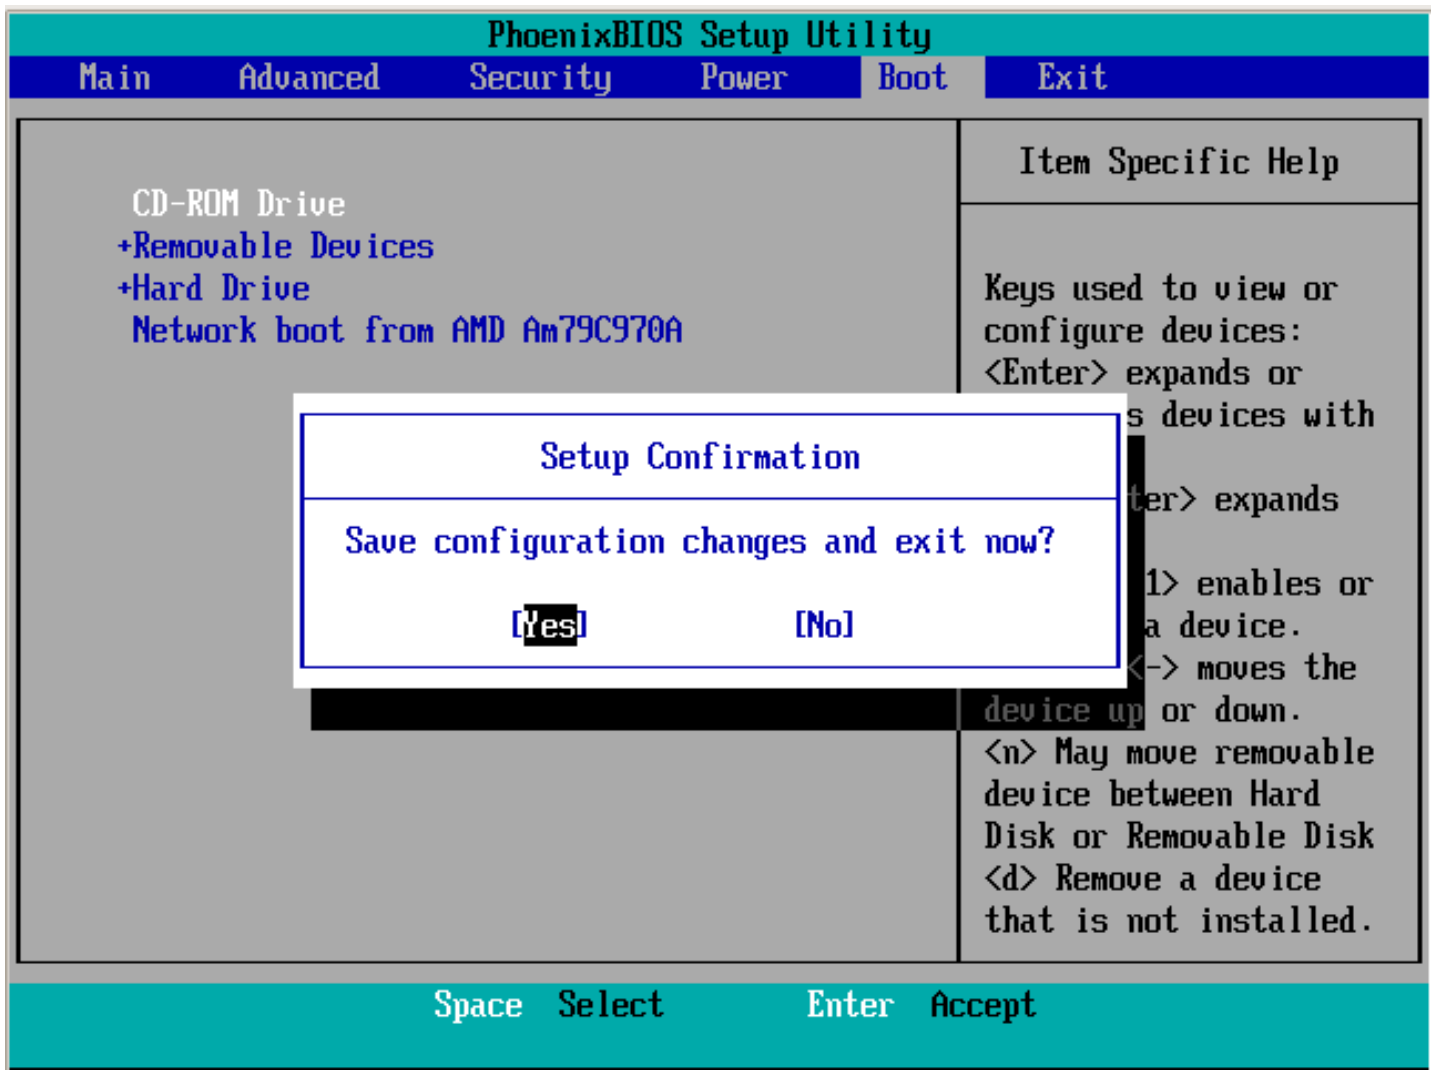 PhoenixBIOS Setup Utility
Main Advanced Security Power Boot Exit
CD-ROM Drive
+Removable Devices
+Hard Drive
Network boot from AMD Am79C970A
Item Specific Help
Keys used to view or
configure devices:
<Enter> expands or
s devices with
ter> expands
1> enables or
a device.
<-> moves the
device up or down.
<n> May move removable
device between Hard
Disk or Removable Disk
<d> Remove a device
that is not installed.
Setup Confirmation
Save configuration changes and exit now?
[Yes] [No]
Space Select Enter Accept